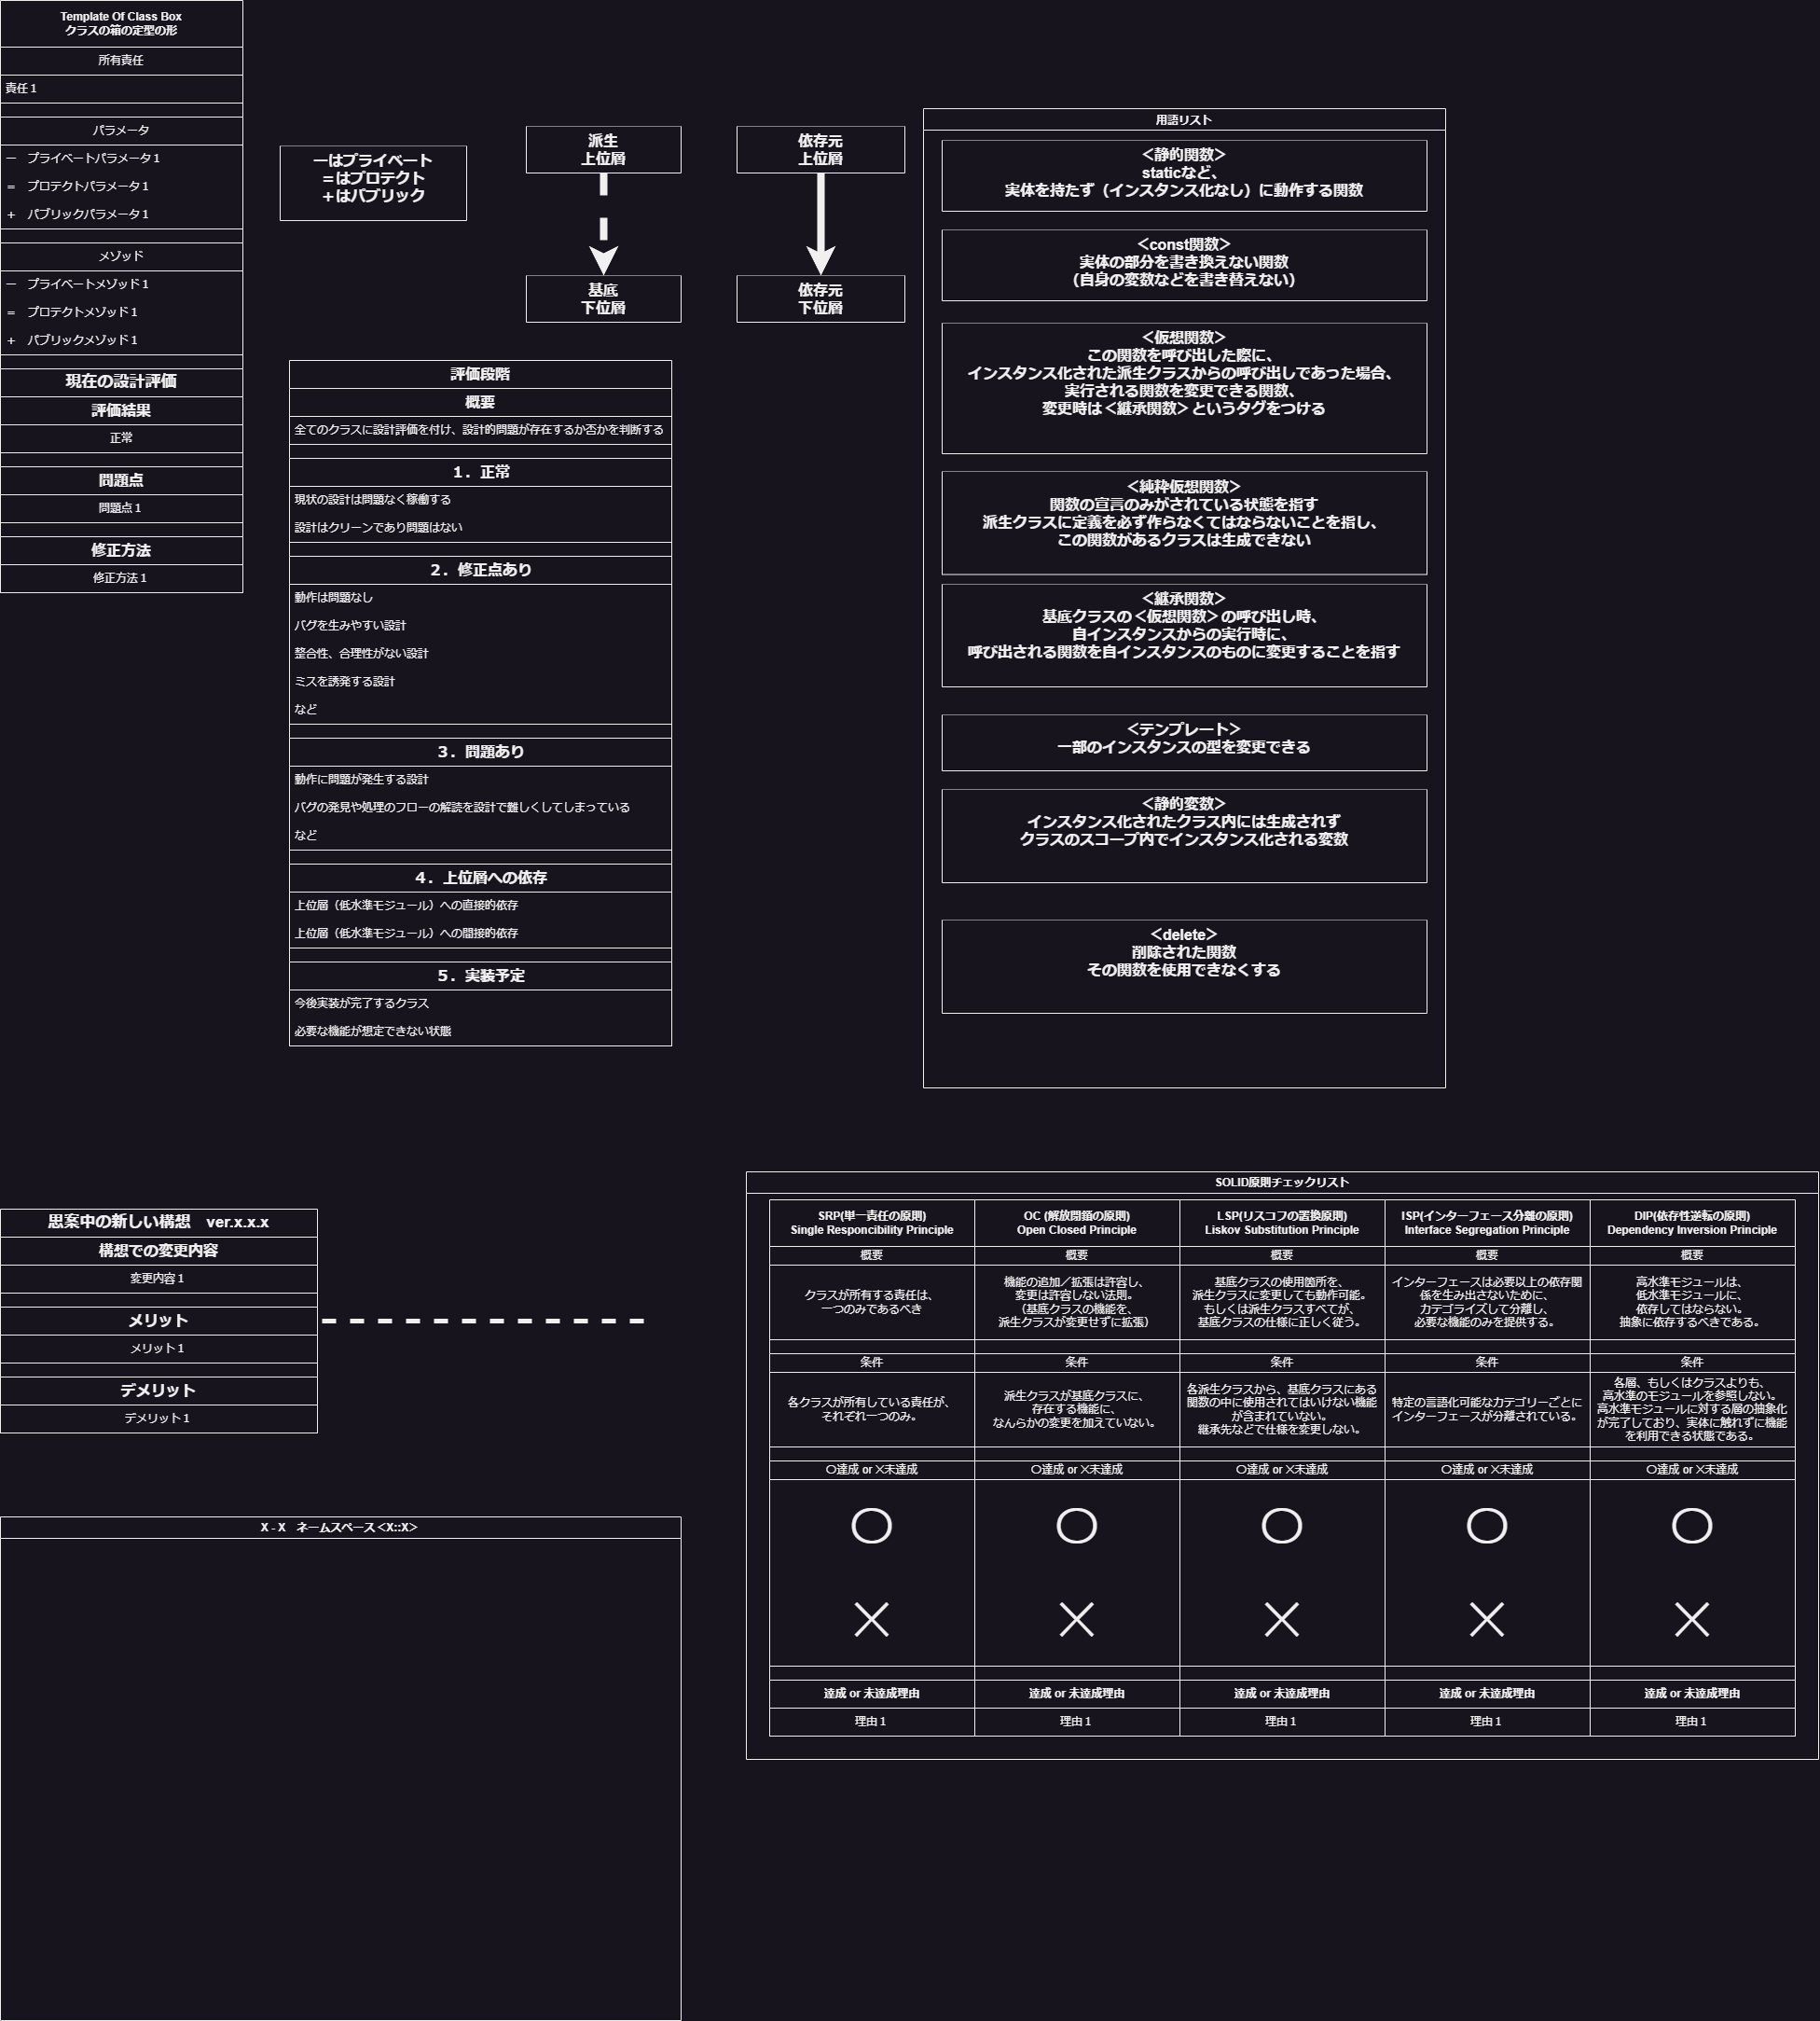 Template Of Class Box
クラスの箱の定型の形
所有責任
責任１
パラメータ
ー　プライベートパラメータ１
＝　プロテクトパラメータ１
＋　パブリックパラメータ１
メゾッド
ー　プライベートメゾッド１
＝　プロテクトメゾッド１
＋　パブリックメゾッド１
現在の設計評価
評価結果
正常
問題点
問題点１
修正方法
修正方法１
ーはプライベート
＝はプロテクト
＋はパブリック
派生
上位層
基底
下位層
依存元
上位層
依存元
下位層
評価段階
概要
全てのクラスに設計評価を付け、設計的問題が存在するか否かを判断する
１．正常
現状の設計は問題なく稼働する
設計はクリーンであり問題はない
２．修正点あり
動作は問題なし
バグを生みやすい設計
整合性、合理性がない設計
ミスを誘発する設計
など
３．問題あり
動作に問題が発生する設計
バグの発見や処理のフローの解読を設計で難しくしてしまっている
など
４．上位層への依存
上位層（低水準モジュール）への直接的依存
上位層（低水準モジュール）への間接的依存
５．実装予定
今後実装が完了するクラス
必要な機能が想定できない状態
用語リスト
＜静的関数＞
staticなど、
実体を持たず（インスタンス化なし）に動作する関数
＜const関数＞
実体の部分を書き換えない関数
（自身の変数などを書き替えない）
＜仮想関数＞
この関数を呼び出した際に、
インスタンス化された派生クラスからの呼び出しであった場合、
実行される関数を変更できる関数、
変更時は＜継承関数＞というタグをつける
＜純粋仮想関数＞
関数の宣言のみがされている状態を指す
派生クラスに定義を必ず作らなくてはならないことを指し、
この関数があるクラスは生成できない
＜継承関数＞
基底クラスの＜仮想関数＞の呼び出し時、
自インスタンスからの実行時に、
呼び出される関数を自インスタンスのものに変更することを指す
＜テンプレート＞
一部のインスタンスの型を変更できる
＜静的変数＞
インスタンス化されたクラス内には生成されず
クラスのスコープ内でインスタンス化される変数
＜delete＞
削除された関数
その関数を使用できなくする
思案中の新しい構想　ver.x.x.x
構想での変更内容
変更内容１
メリット
メリット１
デメリット
デメリット１
X - X　ネームスペース＜X::X＞
SOLID原則チェックリスト
SRP(単一責任の原則)
Single Responcibility Principle
概要
クラスが所有する責任は、
一つのみであるべき
条件
各クラスが所有している責任が、
それぞれ一つのみ。
〇達成 or ×未達成
〇
×
達成 or 未達成理由
理由１
OC (解放閉鎖の原則)
Open Closed Principle
概要
機能の追加／拡張は許容し、
変更は許容しない法則。
（基底クラスの機能を、
派生クラスが変更せずに拡張）
条件
派生クラスが基底クラスに、
存在する機能に、
なんらかの変更を加えていない。
〇達成 or ×未達成
〇
×
達成 or 未達成理由
理由１
LSP(リスコフの置換原則)
Liskov Substitution Principle
概要
基底クラスの使用箇所を、
派生クラスに変更しても動作可能。
もしくは派生クラスすべてが、
基底クラスの仕様に正しく従う。
条件
各派生クラスから、基底クラスにある
関数の中に使用されてはいけない機能
が含まれていない。
継承先などで仕様を変更しない。
〇達成 or ×未達成
〇
×
達成 or 未達成理由
理由１
ISP(インターフェース分離の原則)
Interface Segregation Principle
概要
インターフェースは必要以上の依存関
係を生み出さないために、
カテゴライズして分離し、
必要な機能のみを提供する。
条件
特定の言語化可能なカテゴリーごとに
インターフェースが分離されている。
〇達成 or ×未達成
〇
×
達成 or 未達成理由
理由１
DIP(依存性逆転の原則)
Dependency Inversion Principle
概要
高水準モジュールは、
低水準モジュールに、
依存してはならない。
抽象に依存するべきである。
条件
各層、もしくはクラスよりも、
高水準のモジュールを参照しない。
高水準モジュールに対する層の抽象化
が完了しており、実体に触れずに機能
を利用できる状態である。
〇達成 or ×未達成
〇
×
達成 or 未達成理由
理由１